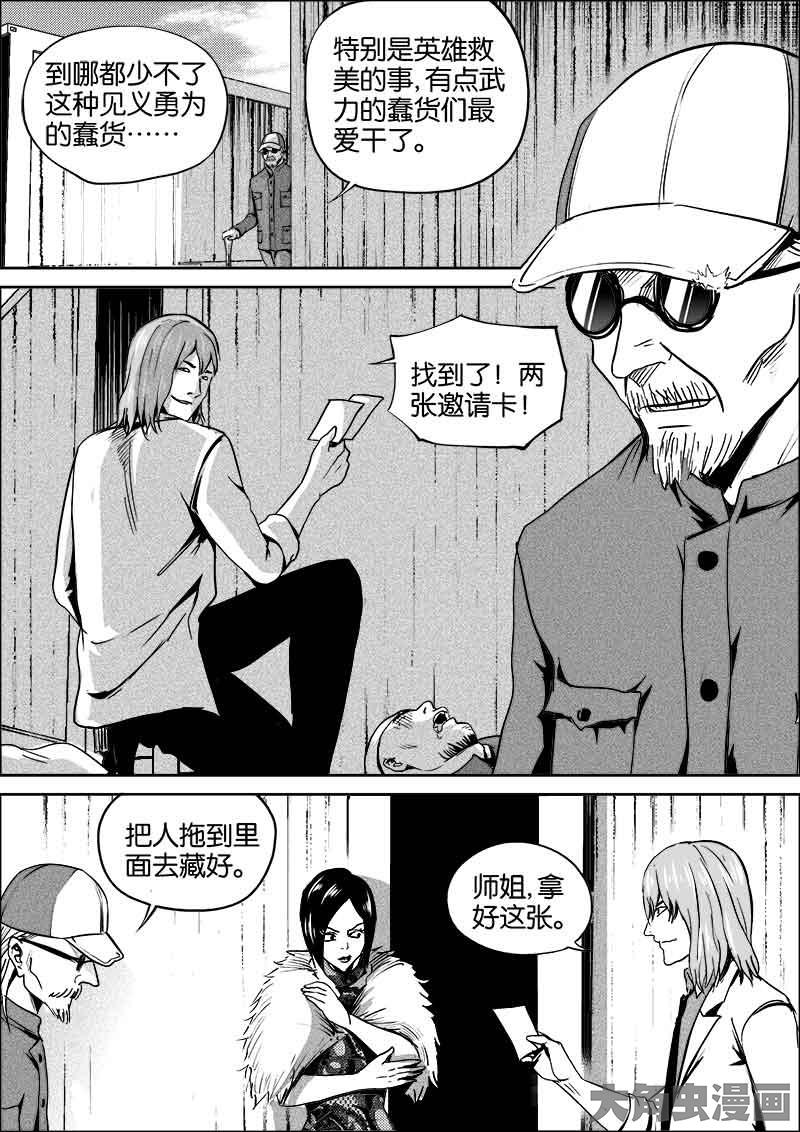 到哪都少不了
这种见义勇为
的蠢货……
特别是英雄救
美的事,有点武
力的蠢货们最
爱干了。
找到了！两
张邀请卡！
把人拖到里
面去藏好。
师姐,拿
好这张。
大角虫漫画